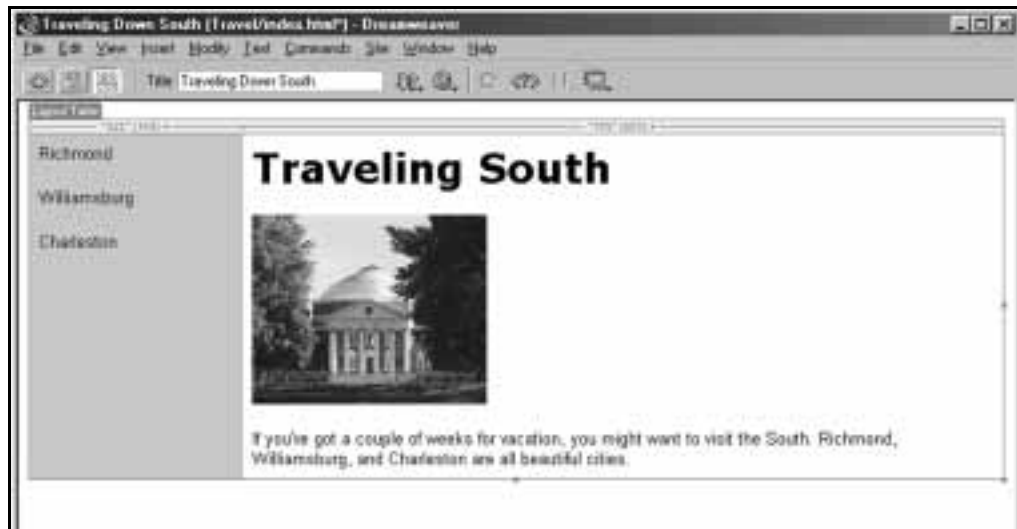 Traveling Down South (Travel/index.html*) - Dreamweaver
File Edit View Insert Modify Text Commands Site Window Help
Title Traveling Down South
Layout Table
Richmond
Williamsburg
Charleston
Traveling South
If you've got a couple of weeks for vacation, you might want to visit the South. Richmond,
Williamsburg, and Charleston are all beautiful cities.